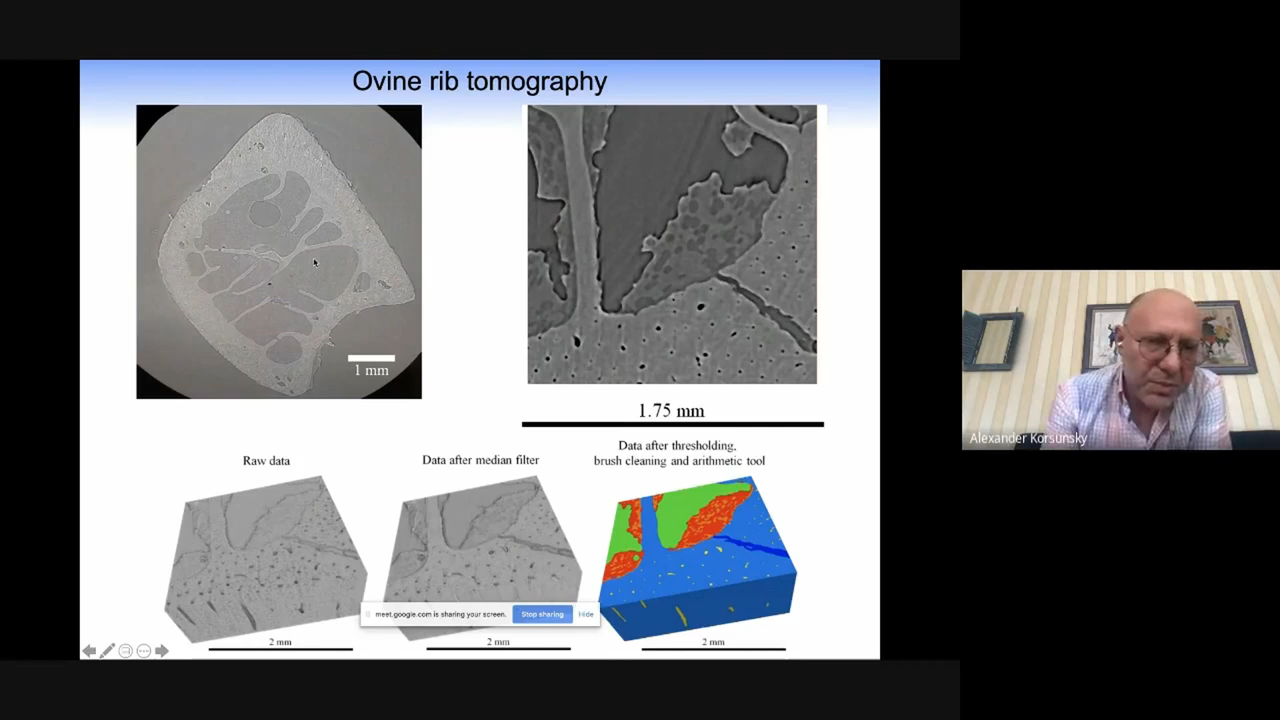 Ovine rib tomography
1 mm
1.75 mm
Raw data
Data after median filter
Data after thresholding,
brush cleaning and arithmetic tool
meet.google.com is sharing your screen.
Stop sharing
Hide
2 mm
2 mm
2 mm
Alexander Korsunsky